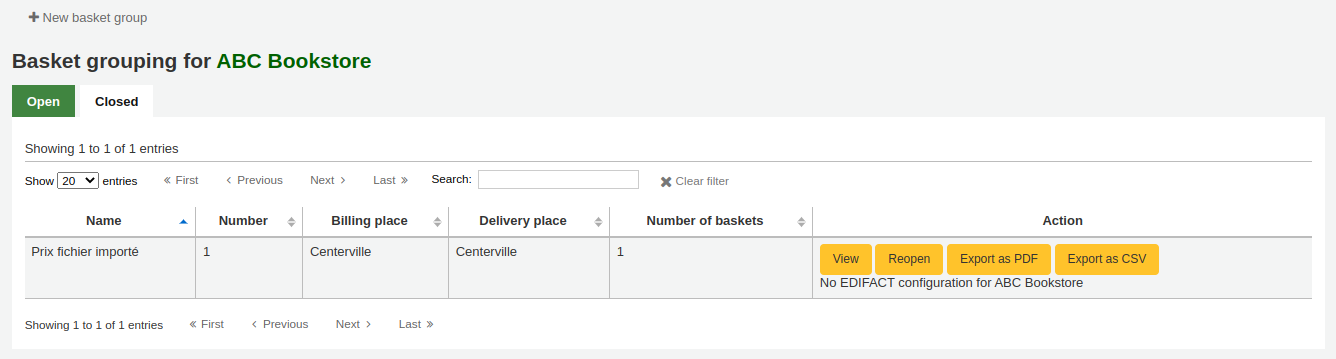 New basket group
Basket grouping for ABC Bookstore
Open Closed
Showing 1 to 1 of 1 entries
Show 20 entries First Previous Next Last Search: Clear filter
Name Number Billing place Delivery place Number of baskets Action
Prix fichier importé 1 Centerville Centerville 1 View Reopen Export as PDF Export as CSV
No EDIFACT configuration for ABC Bookstore
Showing 1 to 1 of 1 entries First Previous Next Last